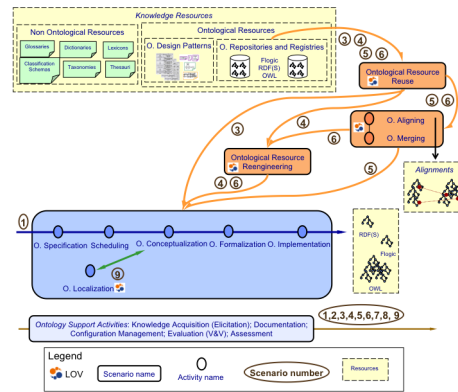 Knowledge Resources
Non Ontological Resources
Glossaries
Dictionaries
Lexicons
Classification
Schemas
Taxonomies
Thesauri
Ontological Resources
O. Design Patterns
O. Repositories and Registries
Flogic
RDF(S)
OWL
3 4
5 6
Ontological Resource
Reuse
5 6
3
4
6
O. Aligning
O. Merging
Ontological Resource
Reengineering
5
4 6
Alignments
1
O. Specification
Scheduling
O. Conceptualization
O. Formalization
O. Implementation
9
O. Localization
RDF(S)
Flogic
OWL
Ontology Support Activities: Knowledge Acquisition (Elicitation); Documentation;
Configuration Management; Evaluation (V&V); Assessment
1,2,3,4,5,6,7,8, 9
Legend
LOV
Scenario name
Activity name
Scenario number
Resources